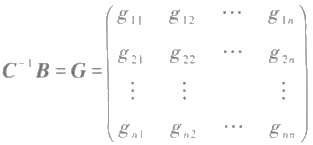 g₁₁ g₁₂ ⋯ g₁ₙ
g₂₁ g₂₂ ⋯ g₂ₙ
C⁻¹B = G =
⋮ ⋮ ⋮
gₙ₁ gₙ₂ ⋯ gₙₙ